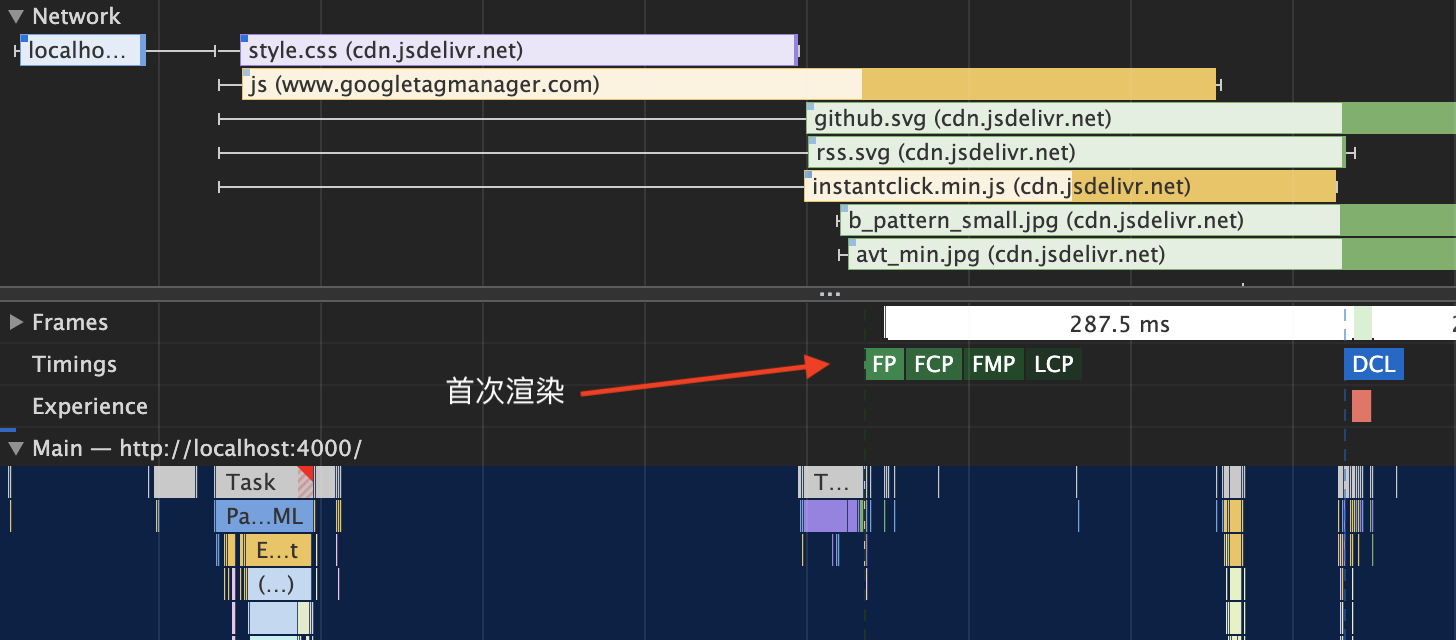 Network
localho...
style.css (cdn.jsdelivr.net)
js (www.googletagmanager.com)
github.svg (cdn.jsdelivr.net)
rss.svg (cdn.jsdelivr.net)
instantclick.min.js (cdn.jsdelivr.net)
b_pattern_small.jpg (cdn.jsdelivr.net)
avt_min.jpg (cdn.jsdelivr.net)
...
Frames
287.5 ms
Timings
FP FCP FMP LCP DCL
首次渲染
Experience
Main — http://localhost:4000/
Task T...
Pa...ML
E...t
(...)